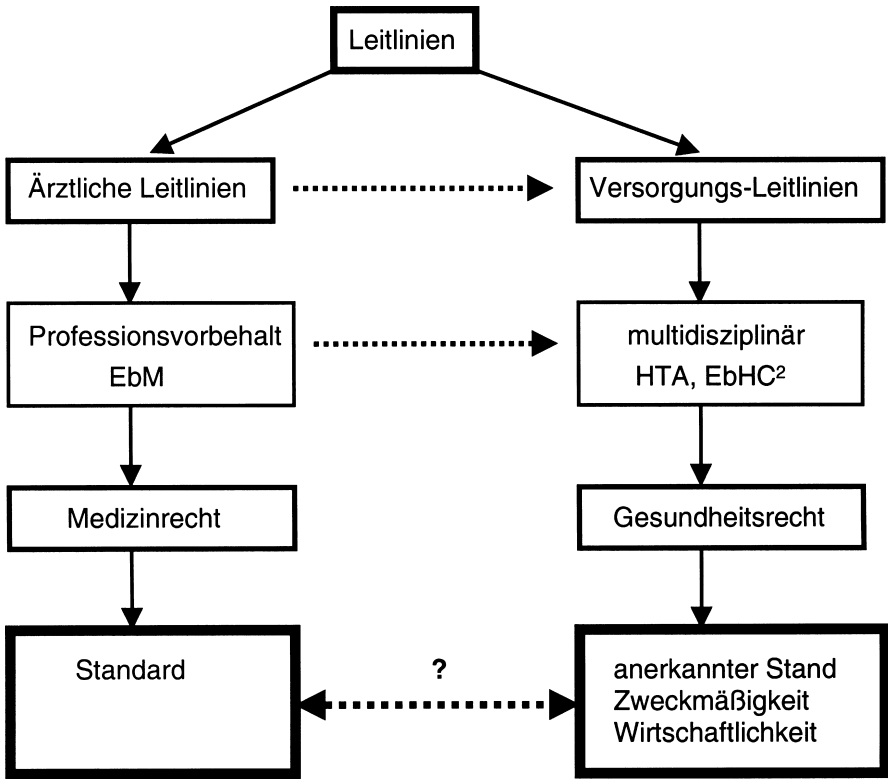 Leitlinien
Ärztliche Leitlinien
Versorgungs-Leitlinien
Professionsvorbehalt
EbM
multidisziplinär
HTA, EbHC²
Medizinrecht
Gesundheitsrecht
Standard
?
anerkannter Stand
Zweckmäßigkeit
Wirtschaftlichkeit